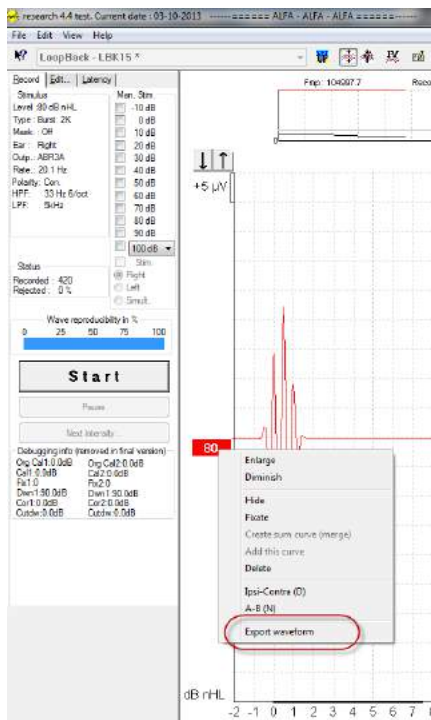 research 4.4 test. Current date : 03-10-2013 ------====== ALFA - ALFA - ALFA ======------
File Edit View Help
LoopBack - LBK15 *
Record Edit... Latency
Fmp: 104997.7 Reco
Stimulus
Level :80 dB nHL
Type : Burst 2K
Mask. : Off
Ear : Right
Outp.: ABR3A
Rate.: 20.1 Hz
Polarity: Con.
HPF: 33 Hz 6/oct
LPF: 5kHz
Man. Stim.
-10 dB
0 dB
10 dB
20 dB
30 dB
40 dB
50 dB
60 dB
70 dB
80 dB
90 dB
100 dB
Stim.
Right
Left
Simult.
Status
Recorded : 420
Rejected : 0 %
Wave reproducibility in %
0 25 50 75 100
Start
Pause
Next Intensity
Debugging info (removed in final version)
Org Cal1:0.0dB Org Cal2:0.0dB
Cal1:0.0dB Cal2:0.0dB
Fix1:0 Fix2:0
Dwn1:90.0dB Dwn1:90.0dB
Cor1:0.0dB Cor2:0.0dB
Cutdw:0.0dB Cutdw:0.0dB
0
+5 µV
80
Enlarge
Diminish
Hide
Fixate
Create sum curve (merge)
Add this curve
Delete
Ipsi-Contra (D)
A-B (N)
Export waveform
dB nHL
-2 -1 0 1 2 3 4 5 6 7